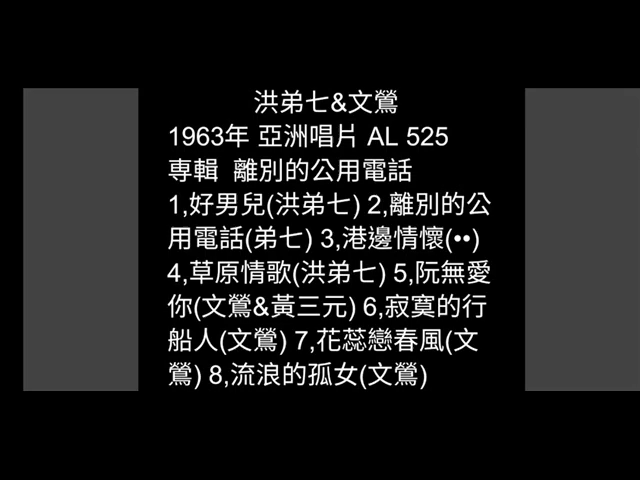 洪弟七&文鶯
1963年 亞洲唱片 AL 525
專輯 離別的公用電話
1,好男兒(洪弟七) 2,離別的公
用電話(弟七) 3,港邊情懷(••)
4,草原情歌(洪弟七) 5,阮無愛
你(文鶯&黃三元) 6,寂寞的行
船人(文鶯) 7,花蕊戀春風(文
鶯) 8,流浪的孤女(文鶯)